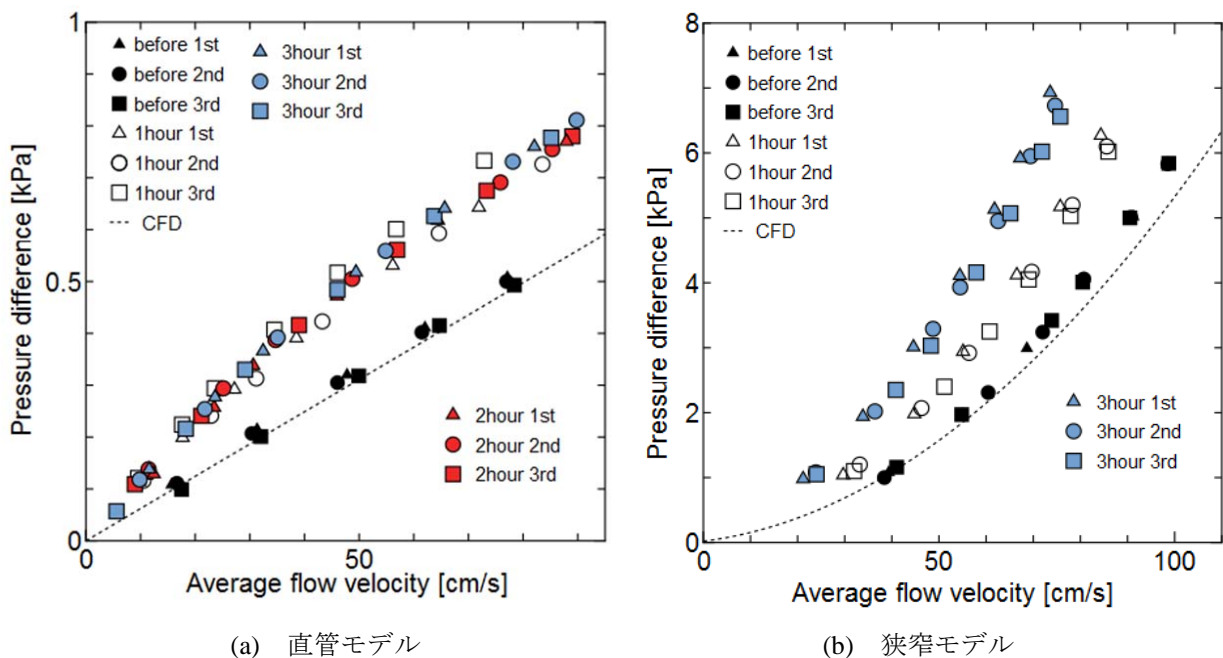 1
▲ before 1st
● before 2nd
■ before 3rd
△ 1hour 1st
○ 1hour 2nd
□ 1hour 3rd
CFD
3hour 1st
3hour 2nd
3hour 3rd
2hour 1st
2hour 2nd
2hour 3rd
0.5
0
0
50
Pressure difference [kPa]
Average flow velocity [cm/s]
(a) 直管モデル
8
6
4
2
0
▲ before 1st
● before 2nd
■ before 3rd
△ 1hour 1st
○ 1hour 2nd
□ 1hour 3rd
CFD
3hour 1st
3hour 2nd
3hour 3rd
0
50
100
Pressure difference [kPa]
Average flow velocity [cm/s]
(b) 狭窄モデル